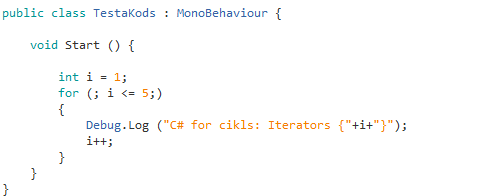 public class TestaKods : MonoBehaviour {
void Start () {
int i = 1;
for (; i <= 5;)
{
Debug.Log ("C# for cikls: Iterators {"+i+"}");
i++;
}
}
}